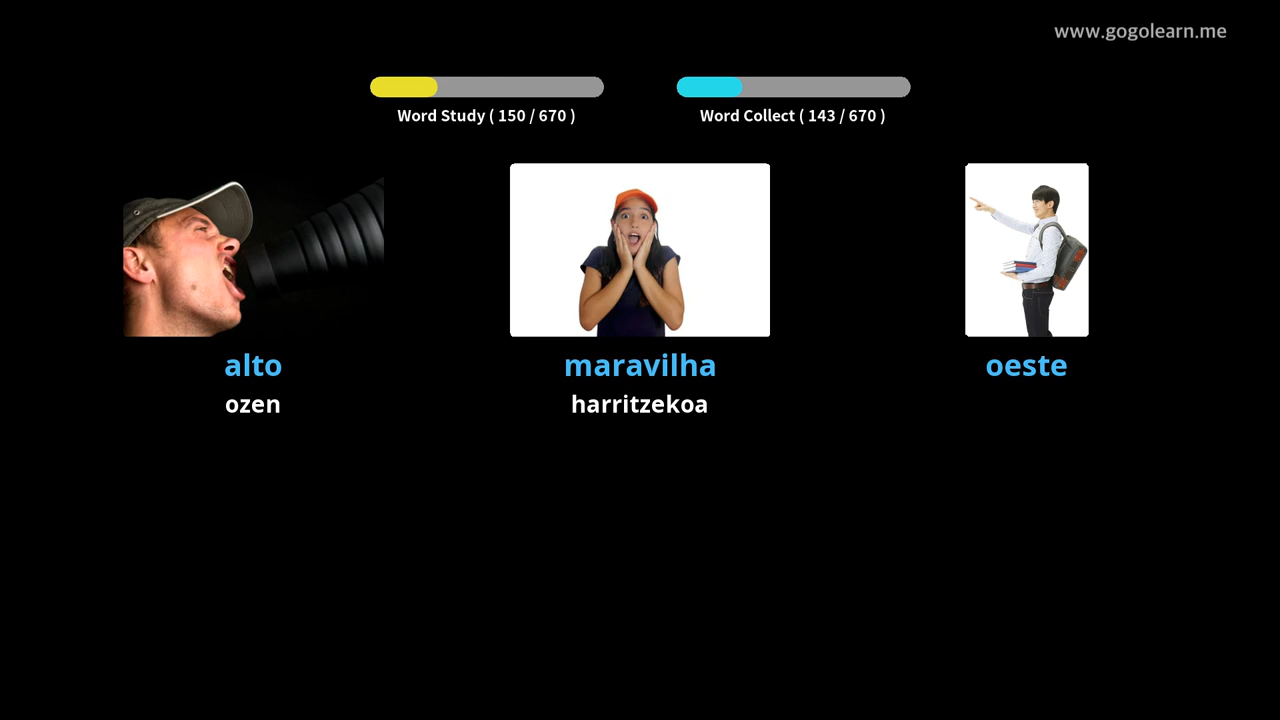 www.gogolearn.me
Word Study ( 150 / 670 )
Word Collect ( 143 / 670 )
alto
ozen
maravilha
harritzekoa
oeste